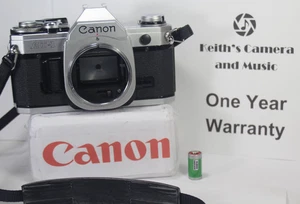 Canon
Keith's Camera
and Music
One Year
Warranty
Canon